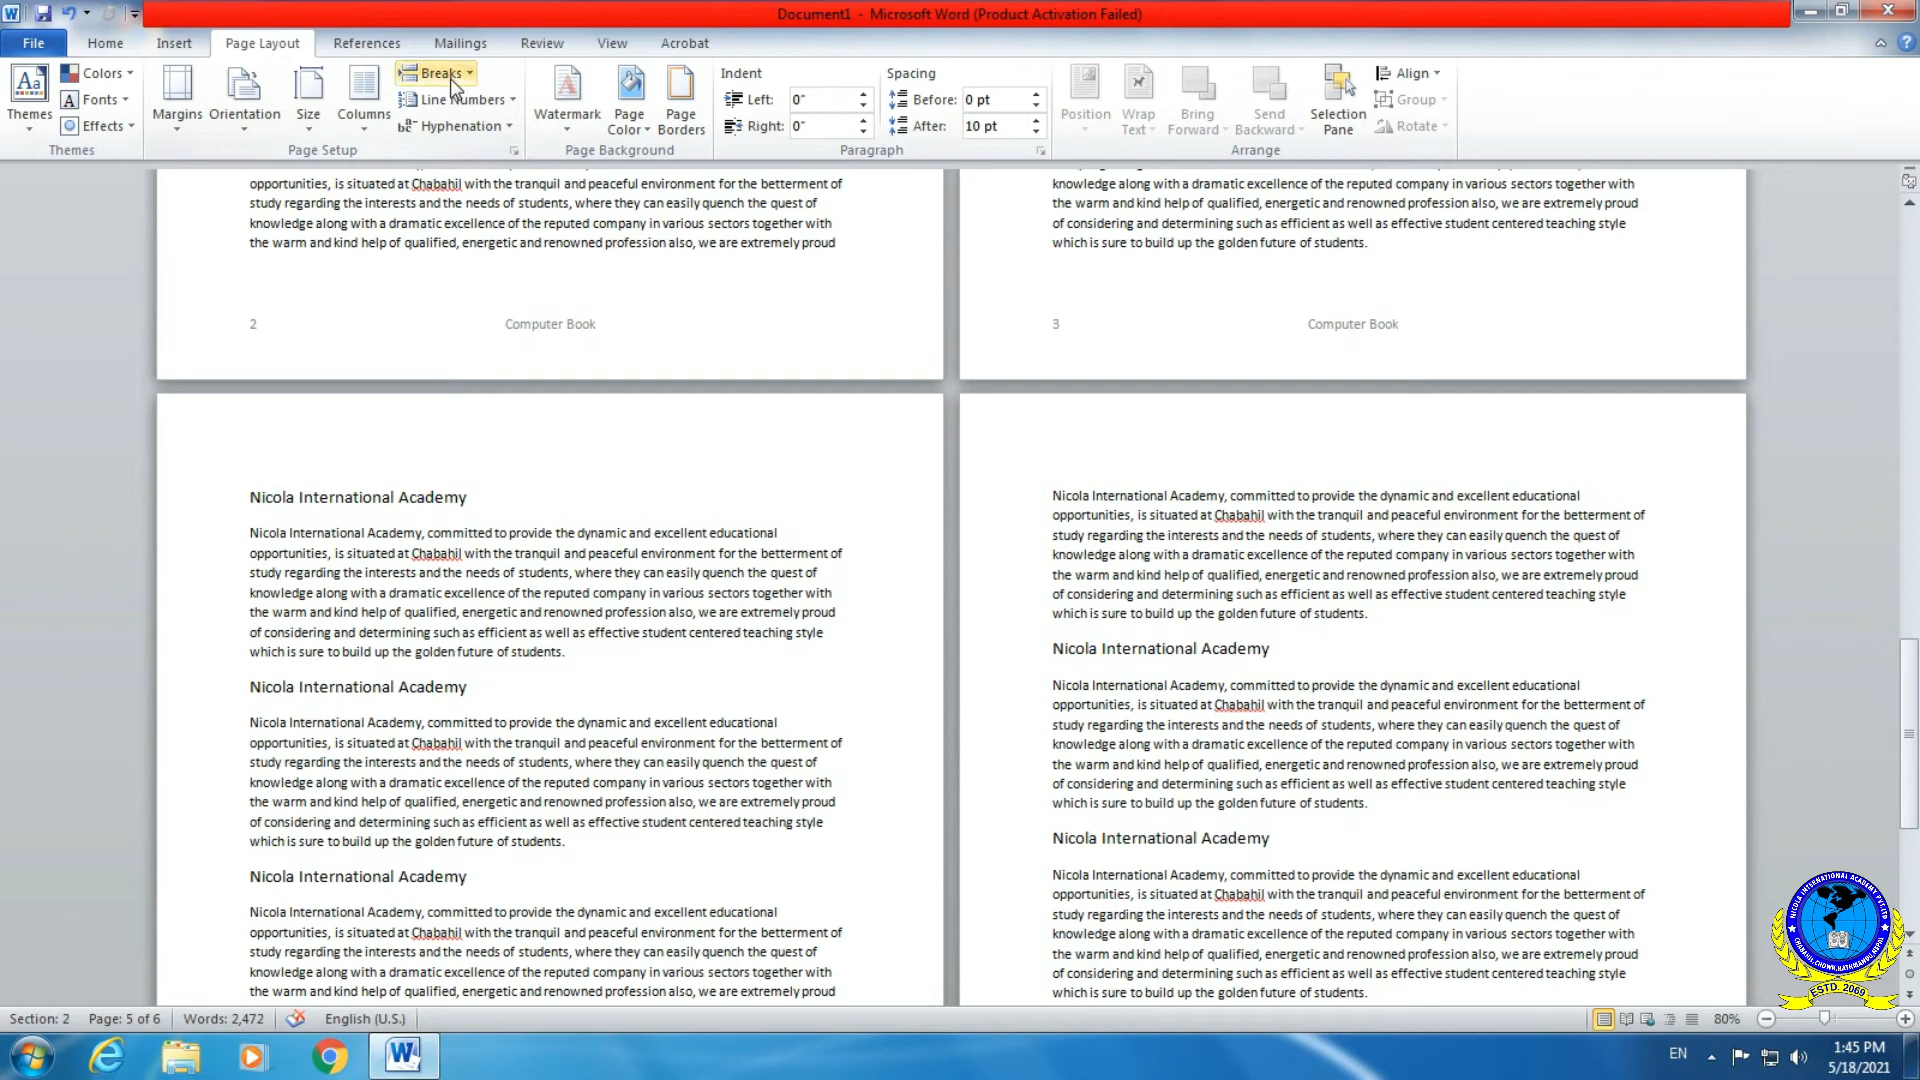 Document1 - Microsoft Word (Product Activation Failed)
File Home Insert Page Layout References Mailings Review View Acrobat
Themes
Colors
Fonts
Effects
Themes
Margins
Orientation
Size
Columns
Breaks
Line Numbers
Hyphenation
Page Setup
Watermark
Page Color
Page Borders
Page Background
Indent
Left: 0"
Right: 0"
Spacing
Before: 0 pt
After: 10 pt
Paragraph
Position
Wrap Text
Bring Forward
Send Backward
Selection Pane
Align
Group
Rotate
Arrange
opportunities, is situated at Chabahil with the tranquil and peaceful environment for the betterment of
study regarding the interests and the needs of students, where they can easily quench the quest of
knowledge along with a dramatic excellence of the reputed company in various sectors together with
the warm and kind help of qualified, energetic and renowned profession also, we are extremely proud
2 Computer Book
knowledge along with a dramatic excellence of the reputed company in various sectors together with
the warm and kind help of qualified, energetic and renowned profession also, we are extremely proud
of considering and determining such as efficient as well as effective student centered teaching style
which is sure to build up the golden future of students.
3 Computer Book
Nicola International Academy
Nicola International Academy, committed to provide the dynamic and excellent educational
opportunities, is situated at Chabahil with the tranquil and peaceful environment for the betterment of
study regarding the interests and the needs of students, where they can easily quench the quest of
knowledge along with a dramatic excellence of the reputed company in various sectors together with
the warm and kind help of qualified, energetic and renowned profession also, we are extremely proud
of considering and determining such as efficient as well as effective student centered teaching style
which is sure to build up the golden future of students.
Nicola International Academy
Nicola International Academy, committed to provide the dynamic and excellent educational
opportunities, is situated at Chabahil with the tranquil and peaceful environment for the betterment of
study regarding the interests and the needs of students, where they can easily quench the quest of
knowledge along with a dramatic excellence of the reputed company in various sectors together with
the warm and kind help of qualified, energetic and renowned profession also, we are extremely proud
of considering and determining such as efficient as well as effective student centered teaching style
which is sure to build up the golden future of students.
Nicola International Academy
Nicola International Academy, committed to provide the dynamic and excellent educational
opportunities, is situated at Chabahil with the tranquil and peaceful environment for the betterment of
study regarding the interests and the needs of students, where they can easily quench the quest of
knowledge along with a dramatic excellence of the reputed company in various sectors together with
the warm and kind help of qualified, energetic and renowned profession also, we are extremely proud
Nicola International Academy, committed to provide the dynamic and excellent educational
opportunities, is situated at Chabahil with the tranquil and peaceful environment for the betterment of
study regarding the interests and the needs of students, where they can easily quench the quest of
knowledge along with a dramatic excellence of the reputed company in various sectors together with
the warm and kind help of qualified, energetic and renowned profession also, we are extremely proud
of considering and determining such as efficient as well as effective student centered teaching style
which is sure to build up the golden future of students.
Nicola International Academy
Nicola International Academy, committed to provide the dynamic and excellent educational
opportunities, is situated at Chabahil with the tranquil and peaceful environment for the betterment of
study regarding the interests and the needs of students, where they can easily quench the quest of
knowledge along with a dramatic excellence of the reputed company in various sectors together with
the warm and kind help of qualified, energetic and renowned profession also, we are extremely proud
of considering and determining such as efficient as well as effective student centered teaching style
which is sure to build up the golden future of students.
Nicola International Academy
Nicola International Academy, committed to provide the dynamic and excellent educational
opportunities, is situated at Chabahil with the tranquil and peaceful environment for the betterment of
study regarding the interests and the needs of students, where they can easily quench the quest of
knowledge along with a dramatic excellence of the reputed company in various sectors together with
the warm and kind help of qualified, energetic and renowned profession also, we are extremely proud
of considering and determining such as efficient as well as effective student centered teaching style
which is sure to build up the golden future of students.
NICOLA INTERNATIONAL ACADEMY PVT.LTD
CHABAHIL CHOWK, KATHMANDU, NEPAL
ESTD. 2069
Section: 2 Page: 5 of 6 Words: 2,472 English (U.S.) 80%
EN
1:45 PM
5/18/2021